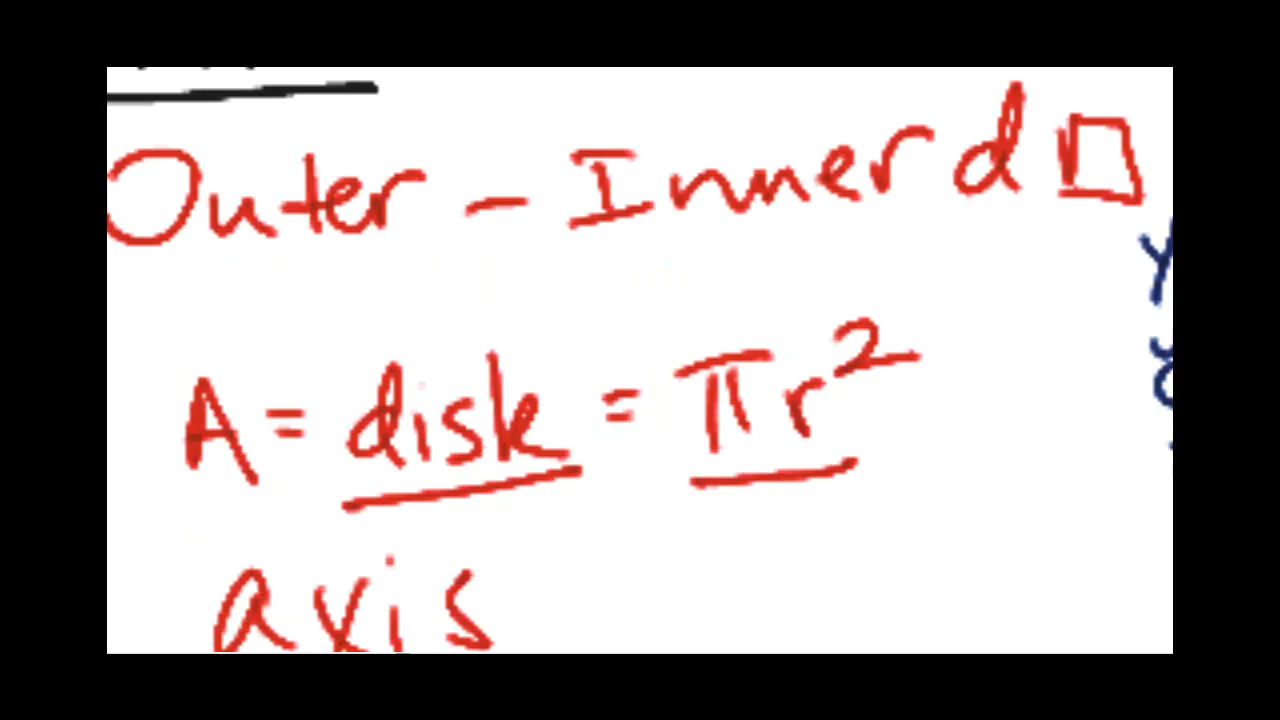 Outer - Inner d□
A = disk = πr²
axis